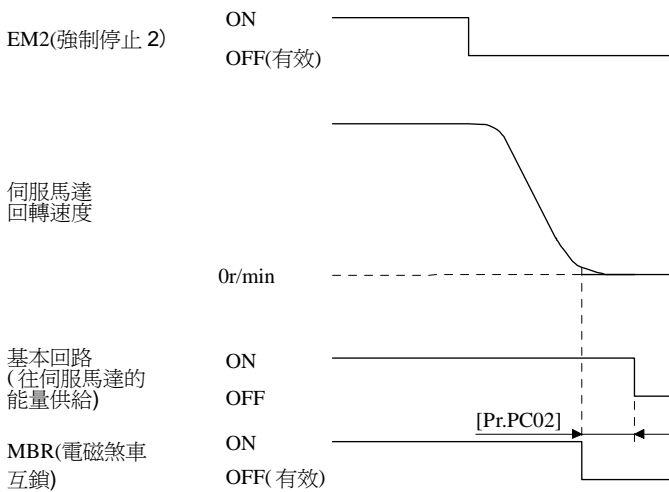 EM2(強制停止 2)
ON
OFF(有效)
伺服馬達
回轉速度
0r/min
基本回路
(往伺服馬達的
能量供給)
ON
OFF
[Pr.PC02]
MBR(電磁煞車
互鎖)
ON
OFF(有效)